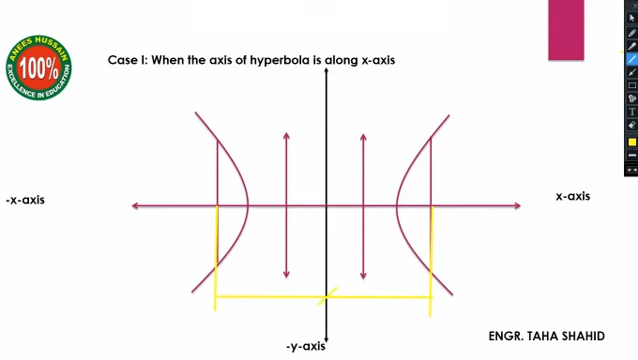 ANEES HUSSAIN
100%
EXCELLENCE IN EDUCATION
Case I: When the axis of hyperbola is along x-axis
-x-axis
x-axis
-y-axis
ENGR. TAHA SHAHID